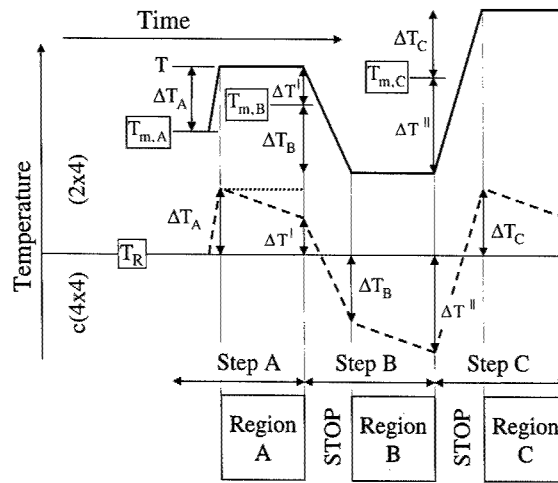 Time
T
ΔT_A
T_m,A
ΔT^I
T_m,B
ΔT_B
ΔT_C
T_m,C
ΔT^II
Temperature
(2x4)
c(4x4)
T_R
ΔT_A
ΔT^I
ΔT_B
ΔT^II
ΔT_C
Step A
Step B
Step C
Region A
STOP
Region B
STOP
Region C